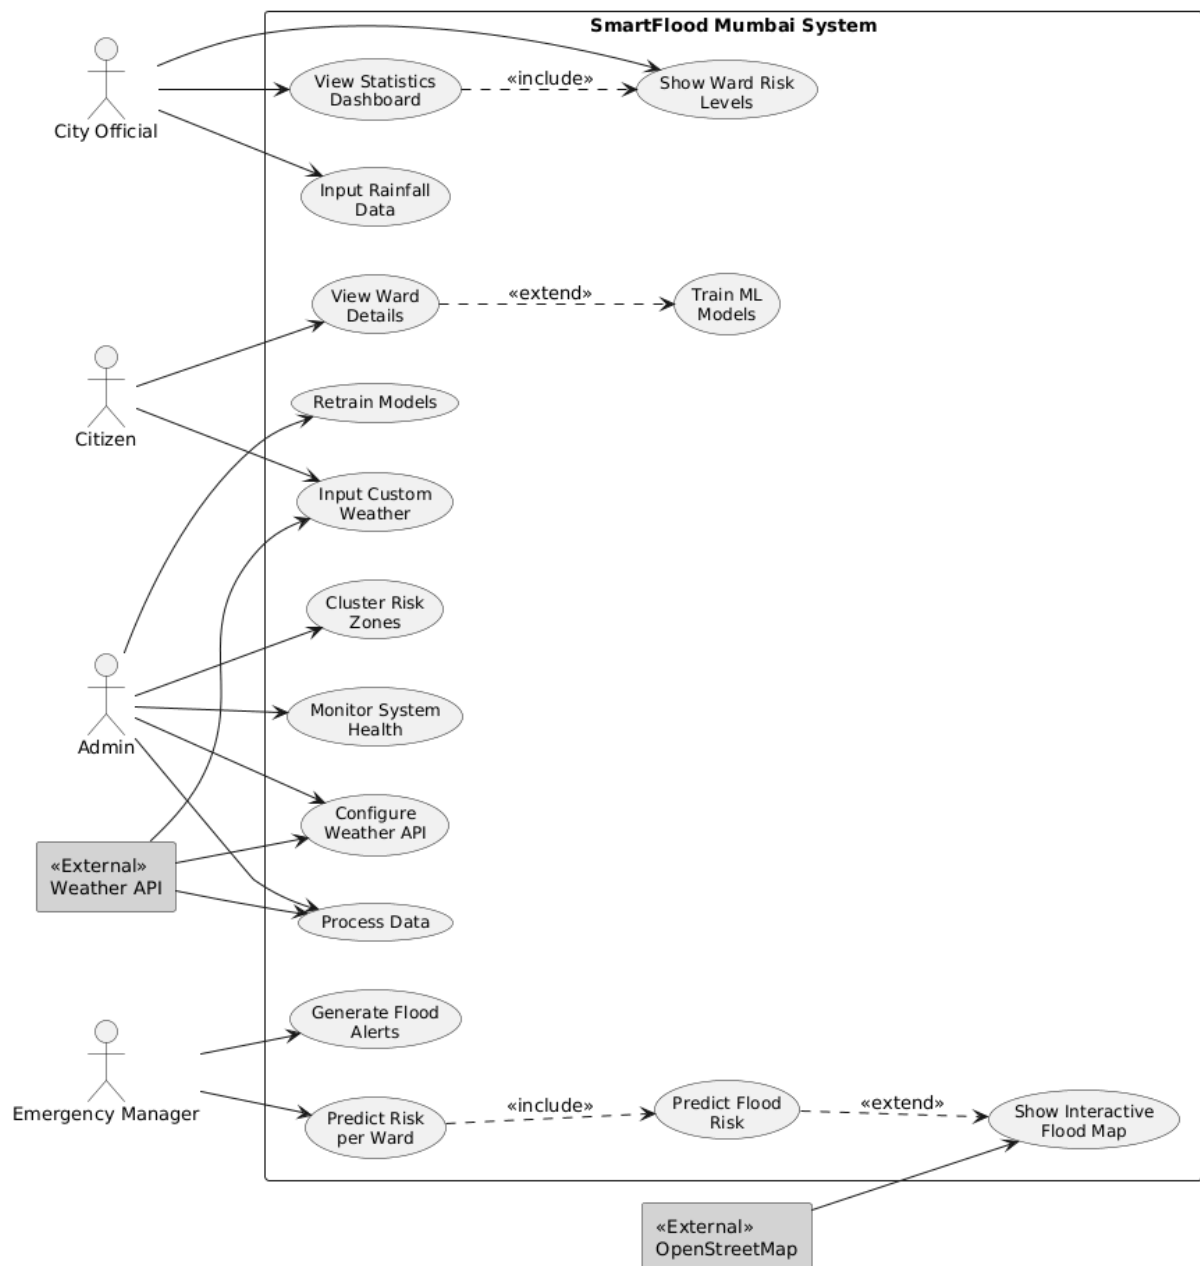 SmartFlood Mumbai System
City Official
View Statistics
Dashboard
«include»
Show Ward Risk
Levels
Input Rainfall
Data
View Ward
Details
«extend»
Train ML
Models
Citizen
Retrain Models
Input Custom
Weather
Cluster Risk
Zones
Admin
Monitor System
Health
Configure
Weather API
«External»
Weather API
Process Data
Generate Flood
Alerts
Emergency Manager
Predict Risk
per Ward
«include»
Predict Flood
Risk
«extend»
Show Interactive
Flood Map
«External»
OpenStreetMap